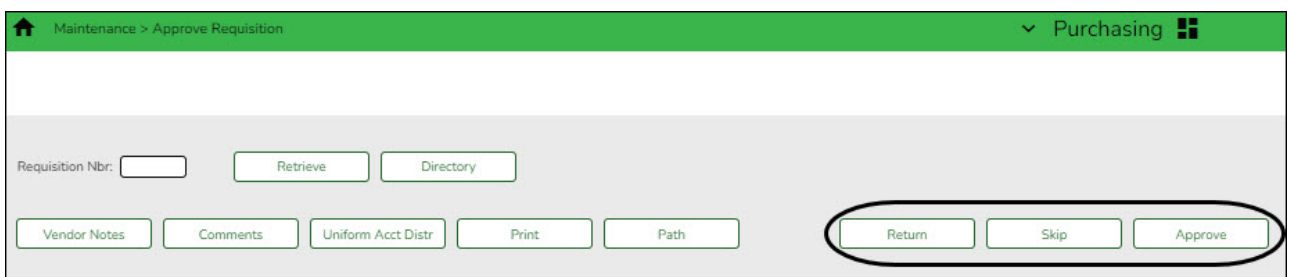 Maintenance > Approve Requisition Purchasing
Requisition Nbr: Retrieve Directory
Vendor Notes Comments Uniform Acct Distr Print Path Return Skip Approve